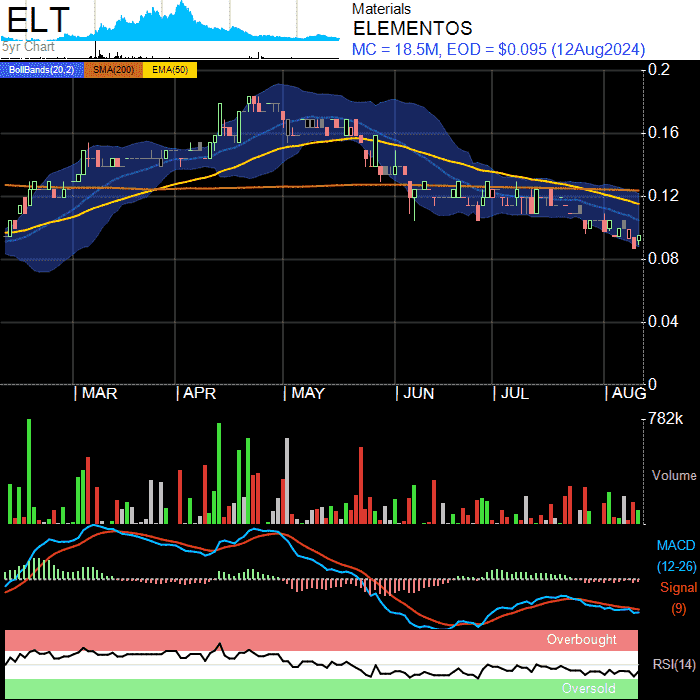 ELT
5yr Chart
Materials
ELEMENTOS
MC = 18.5M, EOD = $0.095 (12Aug2024)
BollBands(20,2) SMA(200) EMA(50)
0.2
0.16
0.12
0.08
0.04
0
| MAR | APR | MAY | JUN | JUL | AUG
782k
Volume
MACD
(12-26)
Signal
(9)
Overbought
RSI(14)
Oversold